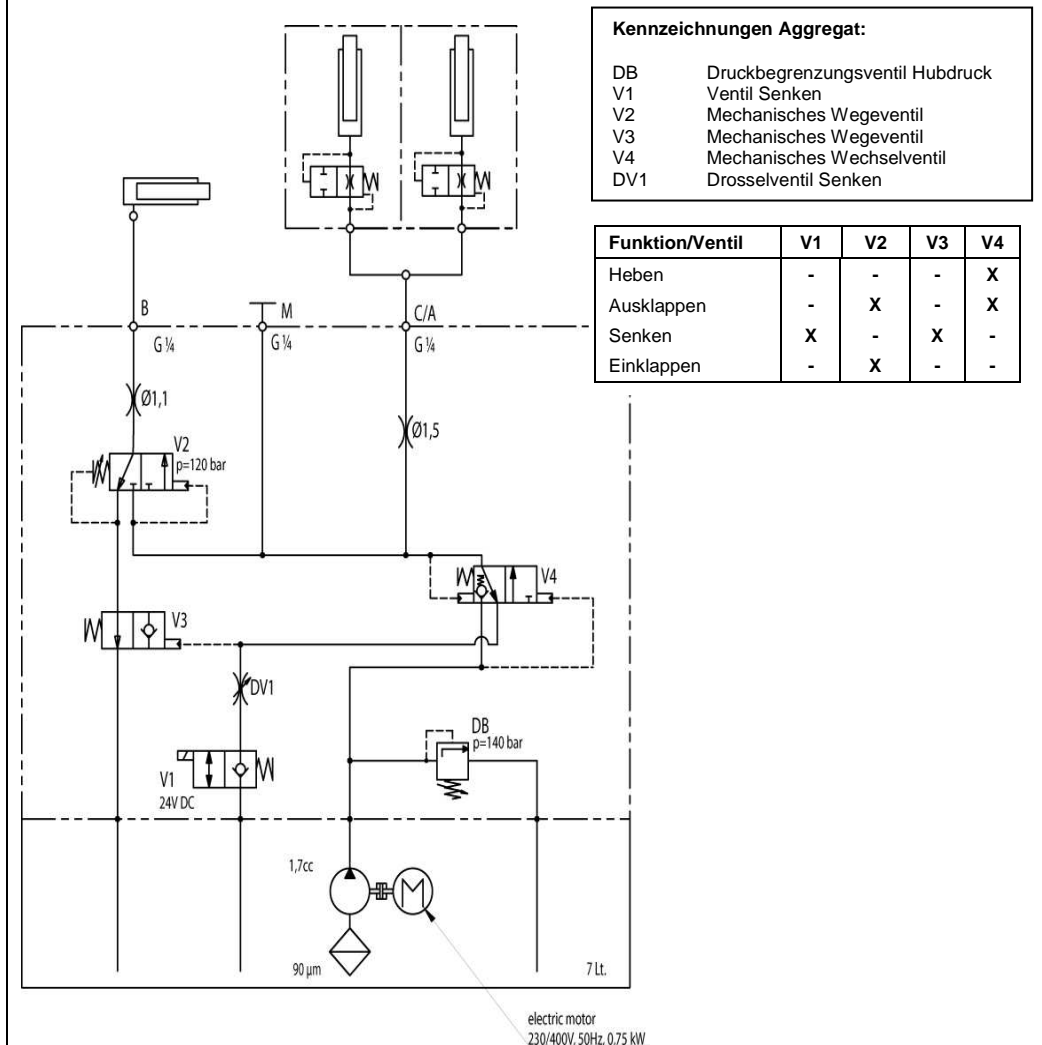 Kennzeichnungen Aggregat:
DB Druckbegrenzungsventil Hubdruck
V1 Ventil Senken
V2 Mechanisches Wegeventil
V3 Mechanisches Wegeventil
V4 Mechanisches Wechselventil
DV1 Drosselventil Senken
Funktion/Ventil V1 V2 V3 V4
Heben - - - X
Ausklappen - X - X
Senken X - X -
Einklappen - X - -
B
M
C/A
G ¼
G ¼
G ¼
Ø1,1
Ø1,5
V2
p=120 bar
V4
V3
DV1
DB
p=140 bar
V1
24V DC
1,7cc
M
90 µm
7 Lt.
electric motor
230/400V, 50Hz, 0.75 kW